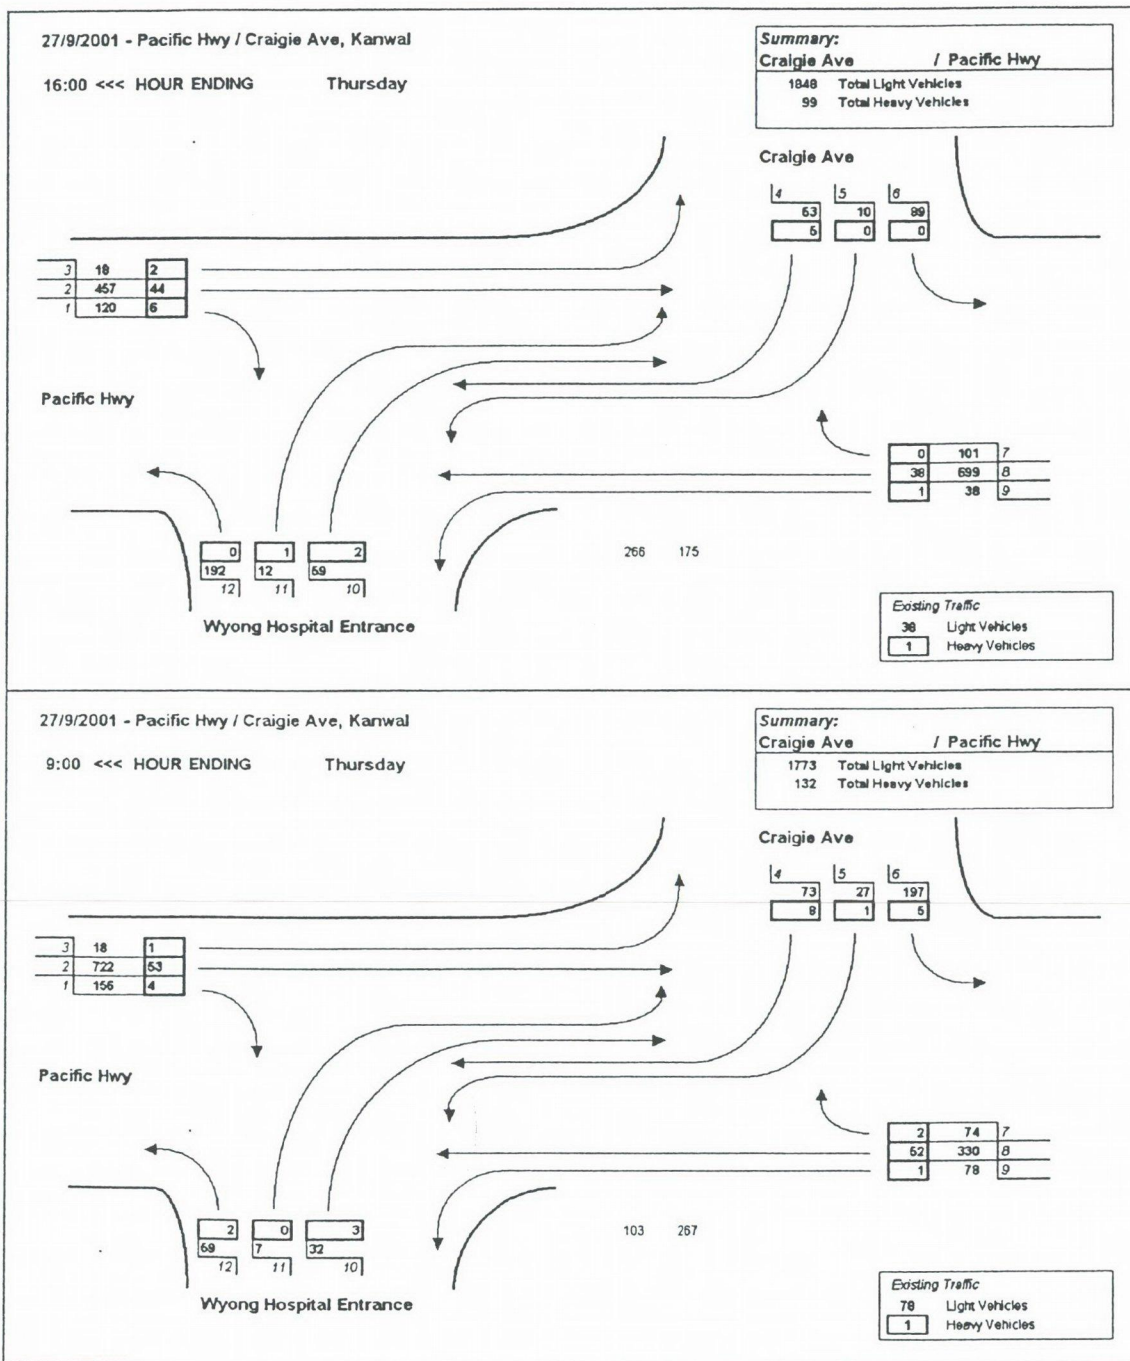 27/9/2001 - Pacific Hwy / Craigie Ave, Kanwal
Summary:
Craigie Ave / Pacific Hwy
16:00 <<< HOUR ENDING Thursday
1848 Total Light Vehicles
99 Total Heavy Vehicles
Craigie Ave
4 5 6
53 10 89
5 0 0
3 18 2
2 457 44
1 120 6
Pacific Hwy
0 101 7
38 699 8
1 38 9
0 1 2
192 12 59
12 11 10
266 175
Wyong Hospital Entrance
Existing Traffic
38 Light Vehicles
1 Heavy Vehicles
27/9/2001 - Pacific Hwy / Craigie Ave, Kanwal
Summary:
Craigie Ave / Pacific Hwy
9:00 <<< HOUR ENDING Thursday
1773 Total Light Vehicles
132 Total Heavy Vehicles
Craigie Ave
4 5 6
73 27 197
8 1 5
3 18 1
2 722 53
1 156 4
Pacific Hwy
2 74 7
52 330 8
1 78 9
2 0 3
59 7 32
12 11 10
103 267
Wyong Hospital Entrance
Existing Traffic
78 Light Vehicles
1 Heavy Vehicles